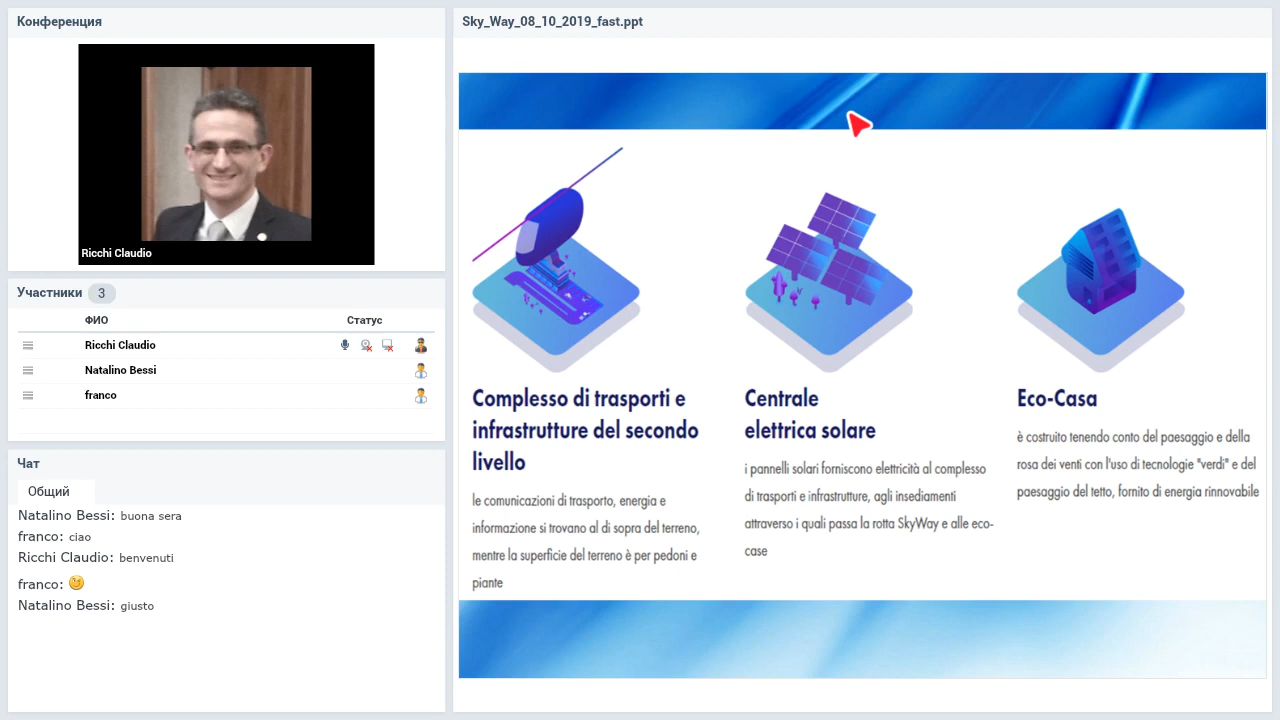 Конференция
Ricchi Claudio
Участники 3
ФИО Статус
Ricchi Claudio
Natalino Bessi
franco
Чат
Общий
Natalino Bessi: buona sera
franco: ciao
Ricchi Claudio: benvenuti
franco:
Natalino Bessi: giusto
Sky_Way_08_10_2019_fast.ppt
Complesso di trasporti e
infrastrutture del secondo
livello
le comunicazioni di trasporto, energia e
informazione si trovano al di sopra del terreno,
mentre la superficie del terreno è per pedoni e
piante
Centrale
elettrica solare
i pannelli solari forniscono elettricità al complesso
di trasporti e infrastrutture, agli insediamenti
attraverso i quali passa la rotta SkyWay e alle eco-
case
Eco-Casa
è costruito tenendo conto del paesaggio e della
rosa dei venti con l'uso di tecnologie "verdi" e del
paesaggio del tetto, fornito di energia rinnovabile